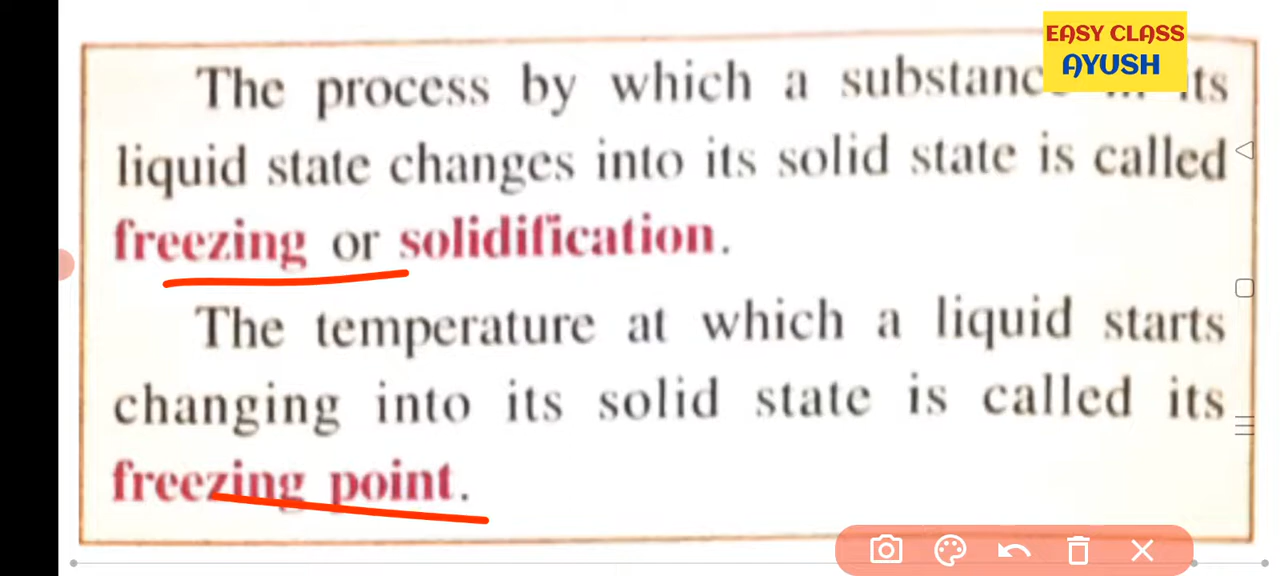 EASY CLASS
AYUSH
The process by which a its
liquid state changes into its solid state is called
freezing or solidification.
The temperature at which a liquid starts
changing into its solid state is called its
freezing point.